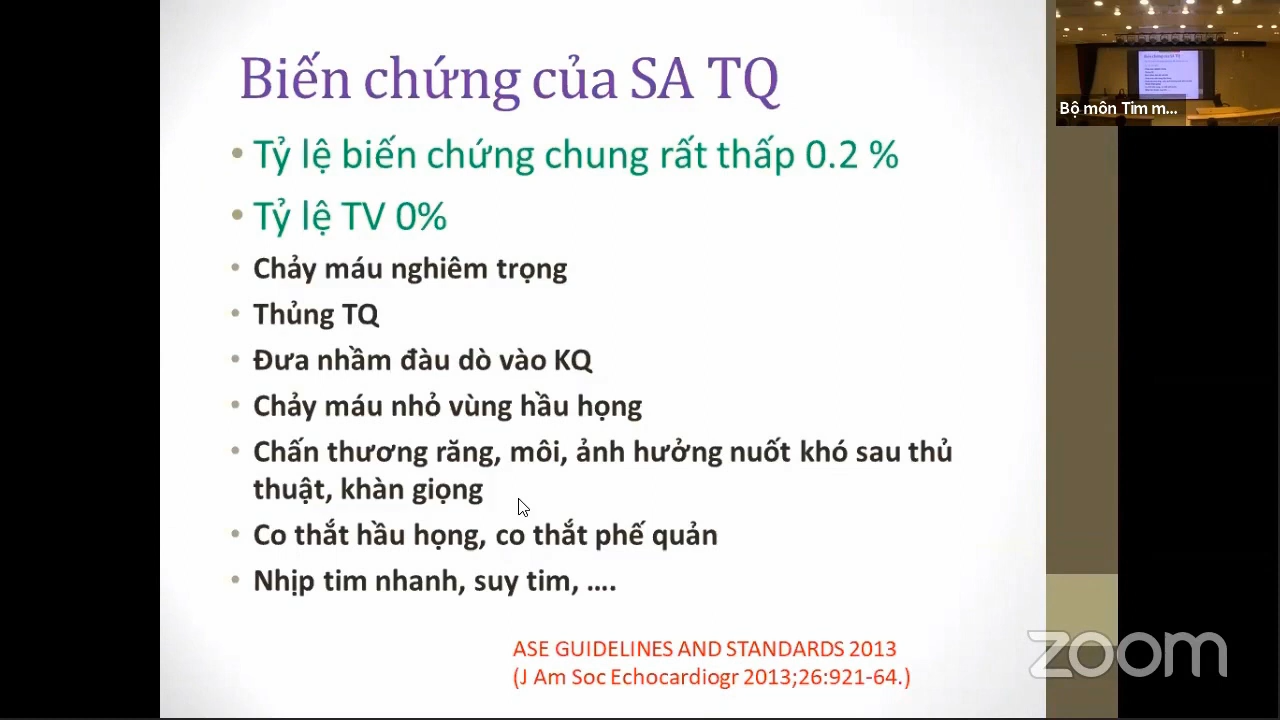 Biến chứng của SA TQ
• Tỷ lệ biến chứng chung rất thấp 0.2 %
• Tỷ lệ TV 0%
• Chảy máu nghiêm trọng
• Thủng TQ
• Đưa nhầm đàu dò vào KQ
• Chảy máu nhỏ vùng hầu họng
• Chấn thương răng, môi, ảnh hưởng nuốt khó sau thủ
thuật, khàn giọng
• Co thắt hầu họng, co thắt phế quản
• Nhịp tim nhanh, suy tim, ….
ASE GUIDELINES AND STANDARDS 2013
(J Am Soc Echocardiogr 2013;26:921-64.)
Bộ môn Tim m...
zoom